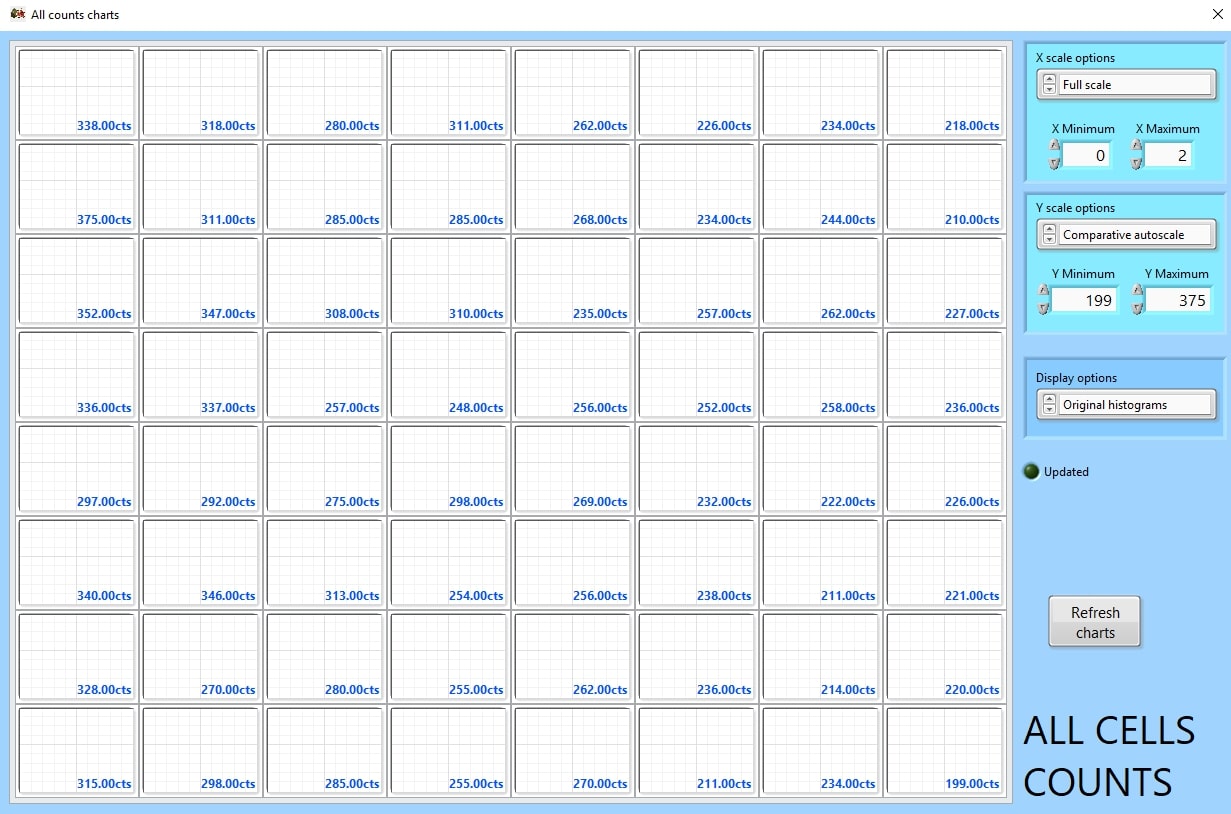 All counts charts
338.00cts 318.00cts 280.00cts 311.00cts 262.00cts 226.00cts 234.00cts 218.00cts
375.00cts 311.00cts 285.00cts 285.00cts 268.00cts 234.00cts 244.00cts 210.00cts
352.00cts 347.00cts 308.00cts 310.00cts 235.00cts 257.00cts 262.00cts 227.00cts
336.00cts 337.00cts 257.00cts 248.00cts 256.00cts 252.00cts 258.00cts 236.00cts
297.00cts 292.00cts 275.00cts 298.00cts 269.00cts 232.00cts 222.00cts 226.00cts
340.00cts 346.00cts 313.00cts 254.00cts 256.00cts 238.00cts 211.00cts 221.00cts
328.00cts 270.00cts 280.00cts 255.00cts 262.00cts 236.00cts 214.00cts 220.00cts
315.00cts 298.00cts 285.00cts 255.00cts 270.00cts 211.00cts 234.00cts 199.00cts
X scale options
Full scale
X Minimum X Maximum
0 2
Y scale options
Comparative autoscale
Y Minimum Y Maximum
199 375
Display options
Original histograms
Updated
Refresh
charts
ALL CELLS
COUNTS